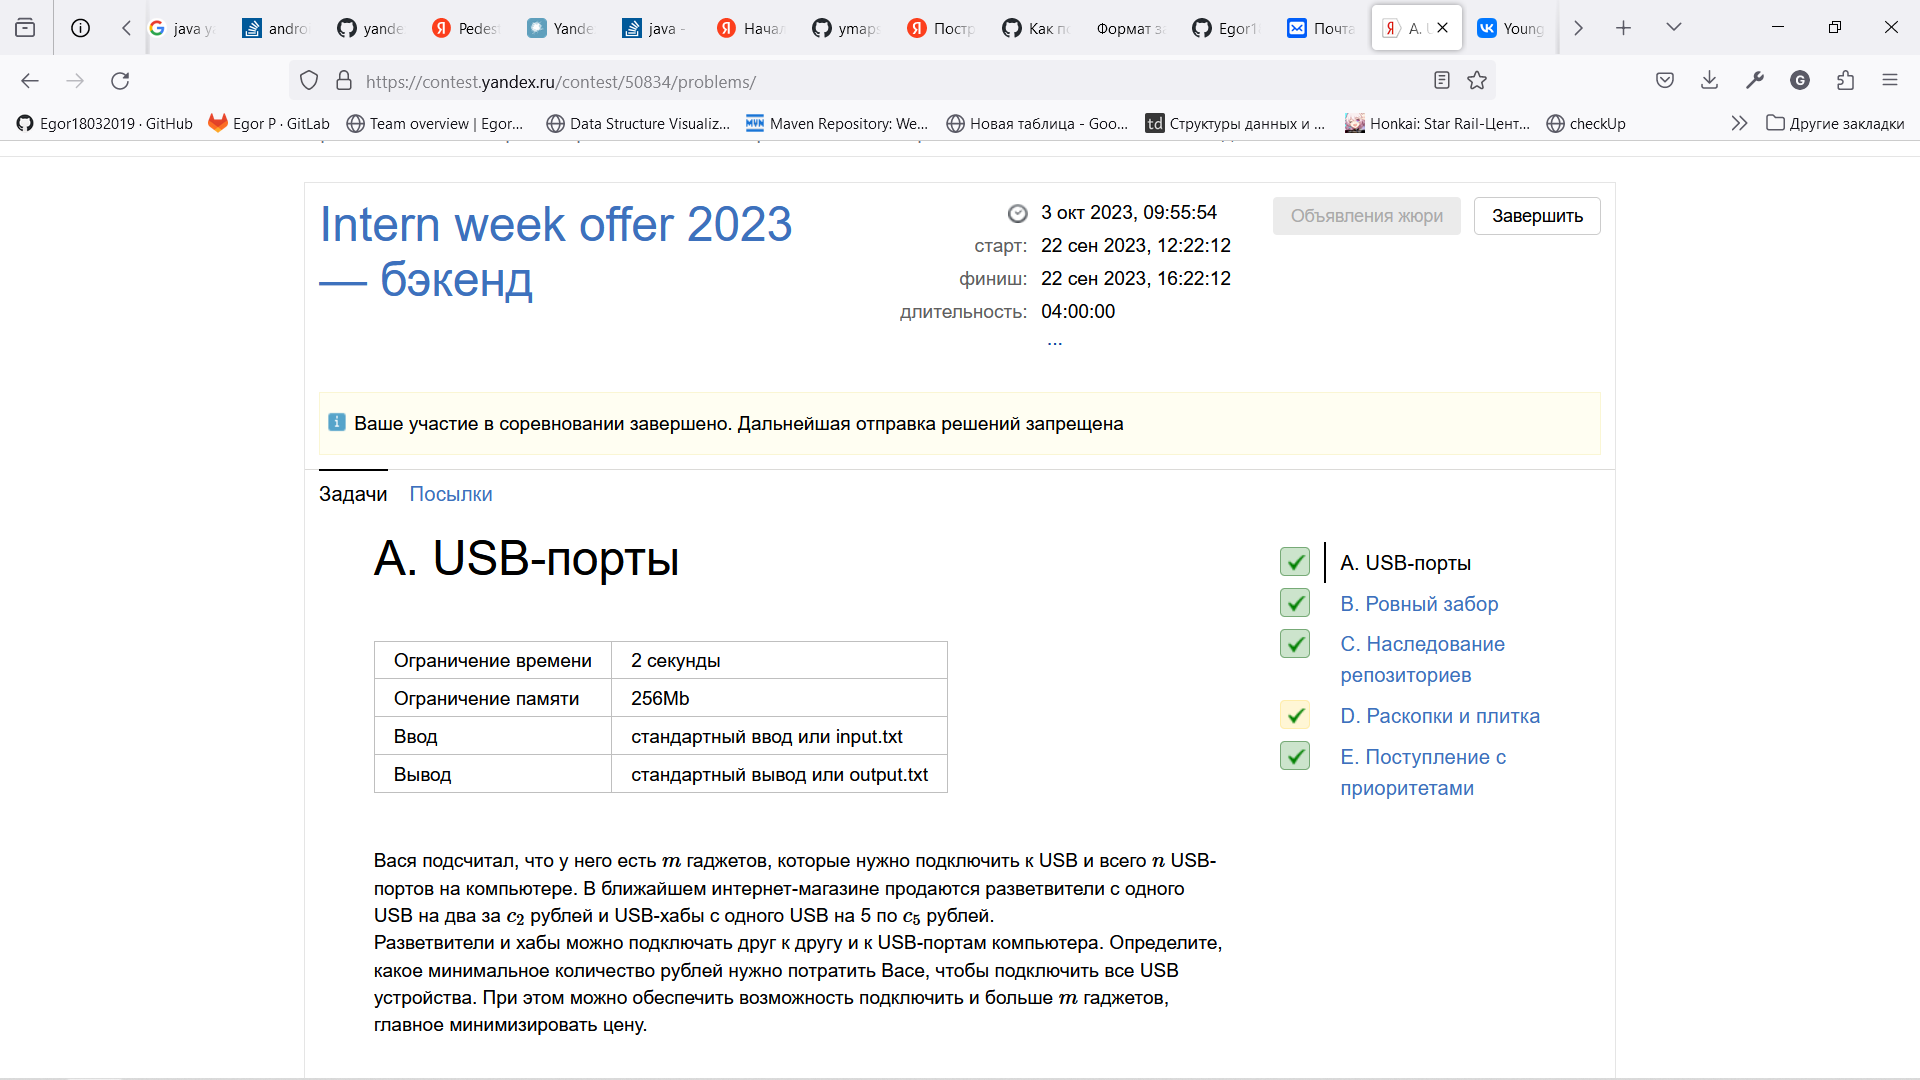 java
andro
yande
Pedes
Yande
java -
Начал
ymap
Постр
Как по
Формат за
Egor1
Почта
A. U
Young
https://contest.yandex.ru/contest/50834/problems/
G
Egor18032019 · GitHub
Egor P · GitLab
Team overview | Egor...
Data Structure Visualiz...
MVN
Maven Repository: We...
Новая таблица - Goo...
td
Структуры данных и ...
Honkai: Star Rail-Цент...
checkUp
Другие закладки
Intern week offer 2023
— бэкенд
3 окт 2023, 09:55:54
старт: 22 сен 2023, 12:22:12
финиш: 22 сен 2023, 16:22:12
длительность: 04:00:00
...
Объявления жюри
Завершить
Ваше участие в соревновании завершено. Дальнейшая отправка решений запрещена
Задачи Посылки
A. USB-порты
Ограничение времени 2 секунды
Ограничение памяти 256Mb
Ввод стандартный ввод или input.txt
Вывод стандартный вывод или output.txt
Вася подсчитал, что у него есть m гаджетов, которые нужно подключить к USB и всего n USB-
портов на компьютере. В ближайшем интернет-магазине продаются разветвители с одного
USB на два за c₂ рублей и USB-хабы с одного USB на 5 по c₅ рублей.
Разветвители и хабы можно подключать друг к другу и к USB-портам компьютера. Определите,
какое минимальное количество рублей нужно потратить Васе, чтобы подключить все USB
устройства. При этом можно обеспечить возможность подключить и больше m гаджетов,
главное минимизировать цену.
A. USB-порты
B. Ровный забор
C. Наследование
репозиториев
D. Раскопки и плитка
E. Поступление с
приоритетами